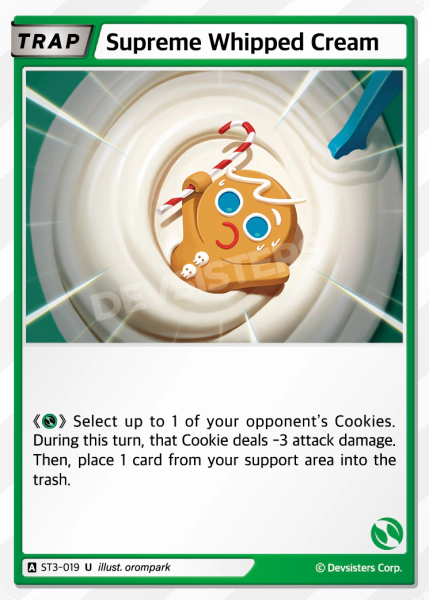 TRAP
Supreme Whipped Cream
DEVSISTERS
《 》 Select up to 1 of your opponent's Cookies.
During this turn, that Cookie deals -3 attack damage.
Then, place 1 card from your support area into the
trash.
A ST3-019 U illust. orompark
© Devsisters Corp.